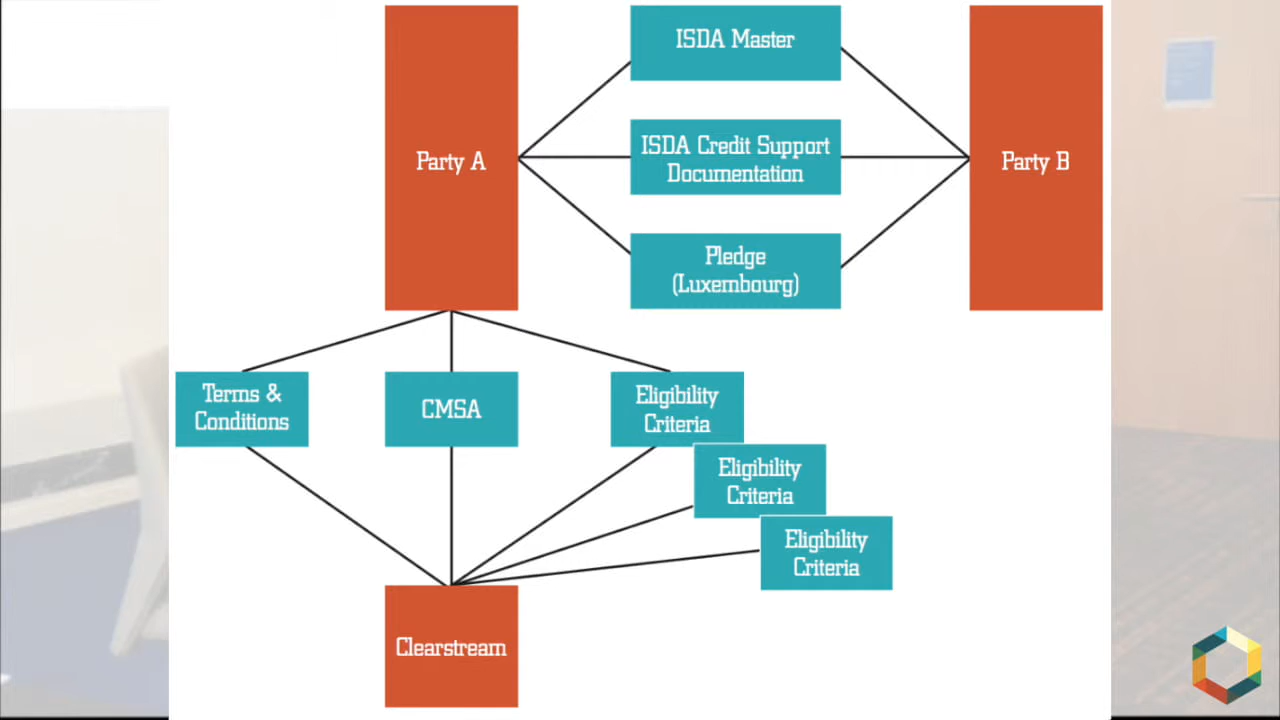 ISDA Master
Party A
ISDA Credit Support
Documentation
Party B
Pledge
(Luxembourg)
Terms &
Conditions
CMSA
Eligibility
Criteria
Eligibility
Criteria
Eligibility
Criteria
Clearstream